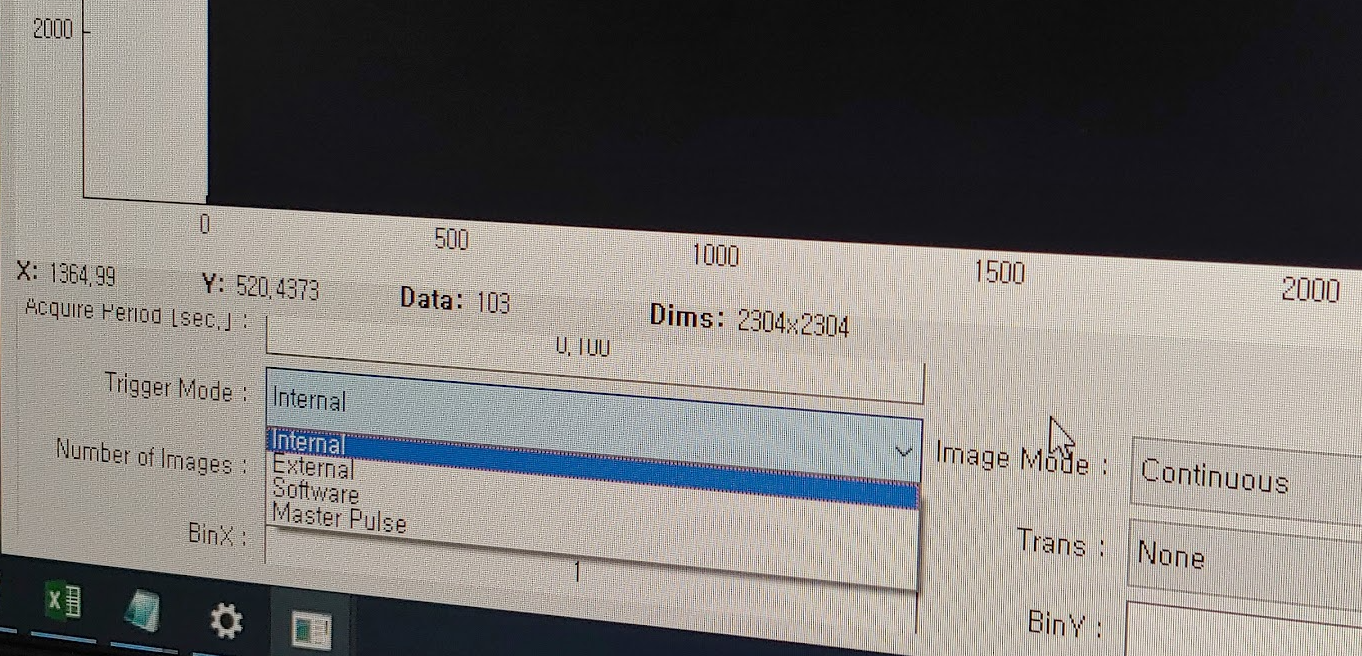 2000
0 500 1000 1500 2000
X: 1364,99 Y: 520,4373 Data: 103 Dims: 2304x2304
Acquire Period [sec,] : 0,100
Trigger Mode : Internal
Internal
External
Software
Master Pulse
Number of Images :
Image Mode : Continuous
Trans : None
BinX : 1
BinY :